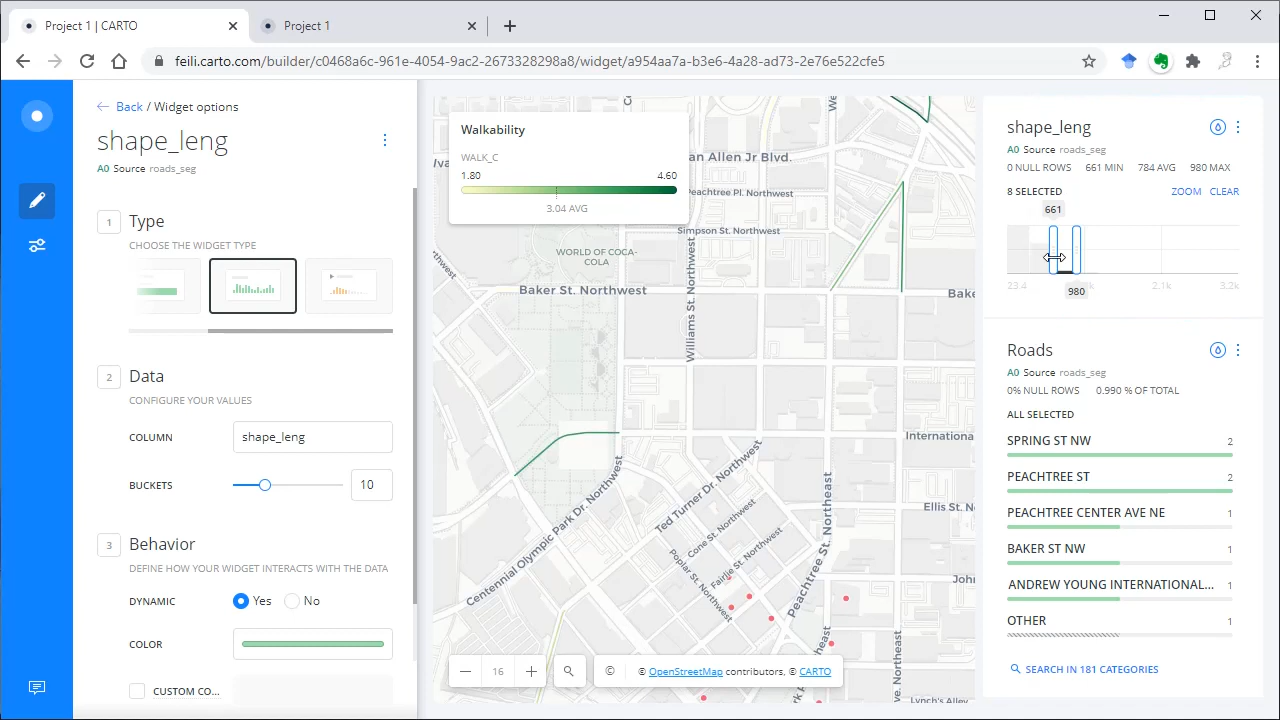 Project 1 | CARTO
Project 1
feili.carto.com/builder/c0468a6c-961e-4054-9ac2-2673328298a8/widget/a954aa7a-b3e6-4a28-ad73-2e76e522cfe5
Back / Widget options
shape_leng
A0 Source roads_seg
1 Type
CHOOSE THE WIDGET TYPE
2 Data
CONFIGURE YOUR VALUES
COLUMN shape_leng
BUCKETS 10
3 Behavior
DEFINE HOW YOUR WIDGET INTERACTS WITH THE DATA
DYNAMIC Yes No
COLOR
CUSTOM CO...
Walkability
WALK_C
1.80 4.60
3.04 AVG
an Allen Jr Blvd.
Peachtree Pl. Northwest
Simpson St. Northwest
WORLD OF COCA-
COLA
Baker St. Northwest
Williams St. Northwest
Bake
Internationa
Centennial Olympic Park Dr. Northwest
Ted Turner Dr. Northwest
Cone St. Northwest
Fairlie St. Northwest
Poplar St. Northwest
Peachtree St. Northeast
Ellis St. N
John
Lynch's Alley
16
© © OpenStreetMap contributors, © CARTO
shape_leng
A0 Source roads_seg
0 NULL ROWS 661 MIN 784 AVG 980 MAX
8 SELECTED ZOOM CLEAR
661
2.1k 3.2k
980
Roads
A0 Source roads_seg
0% NULL ROWS 0.990 % OF TOTAL
ALL SELECTED
SPRING ST NW 2
PEACHTREE ST 2
PEACHTREE CENTER AVE NE 1
BAKER ST NW 1
ANDREW YOUNG INTERNATIONAL... 1
OTHER 1
SEARCH IN 181 CATEGORIES